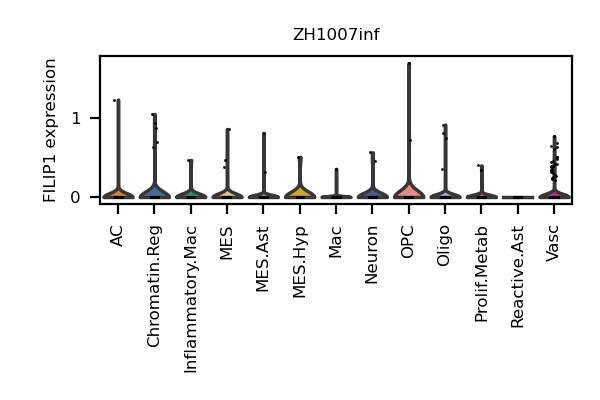 ZH1007inf
FILIP1 expression
1
0
AC
Chromatin.Reg
Inflammatory.Mac
MES
MES.Ast
MES.Hyp
Mac
Neuron
OPC
Oligo
Prolif.Metab
Reactive.Ast
Vasc